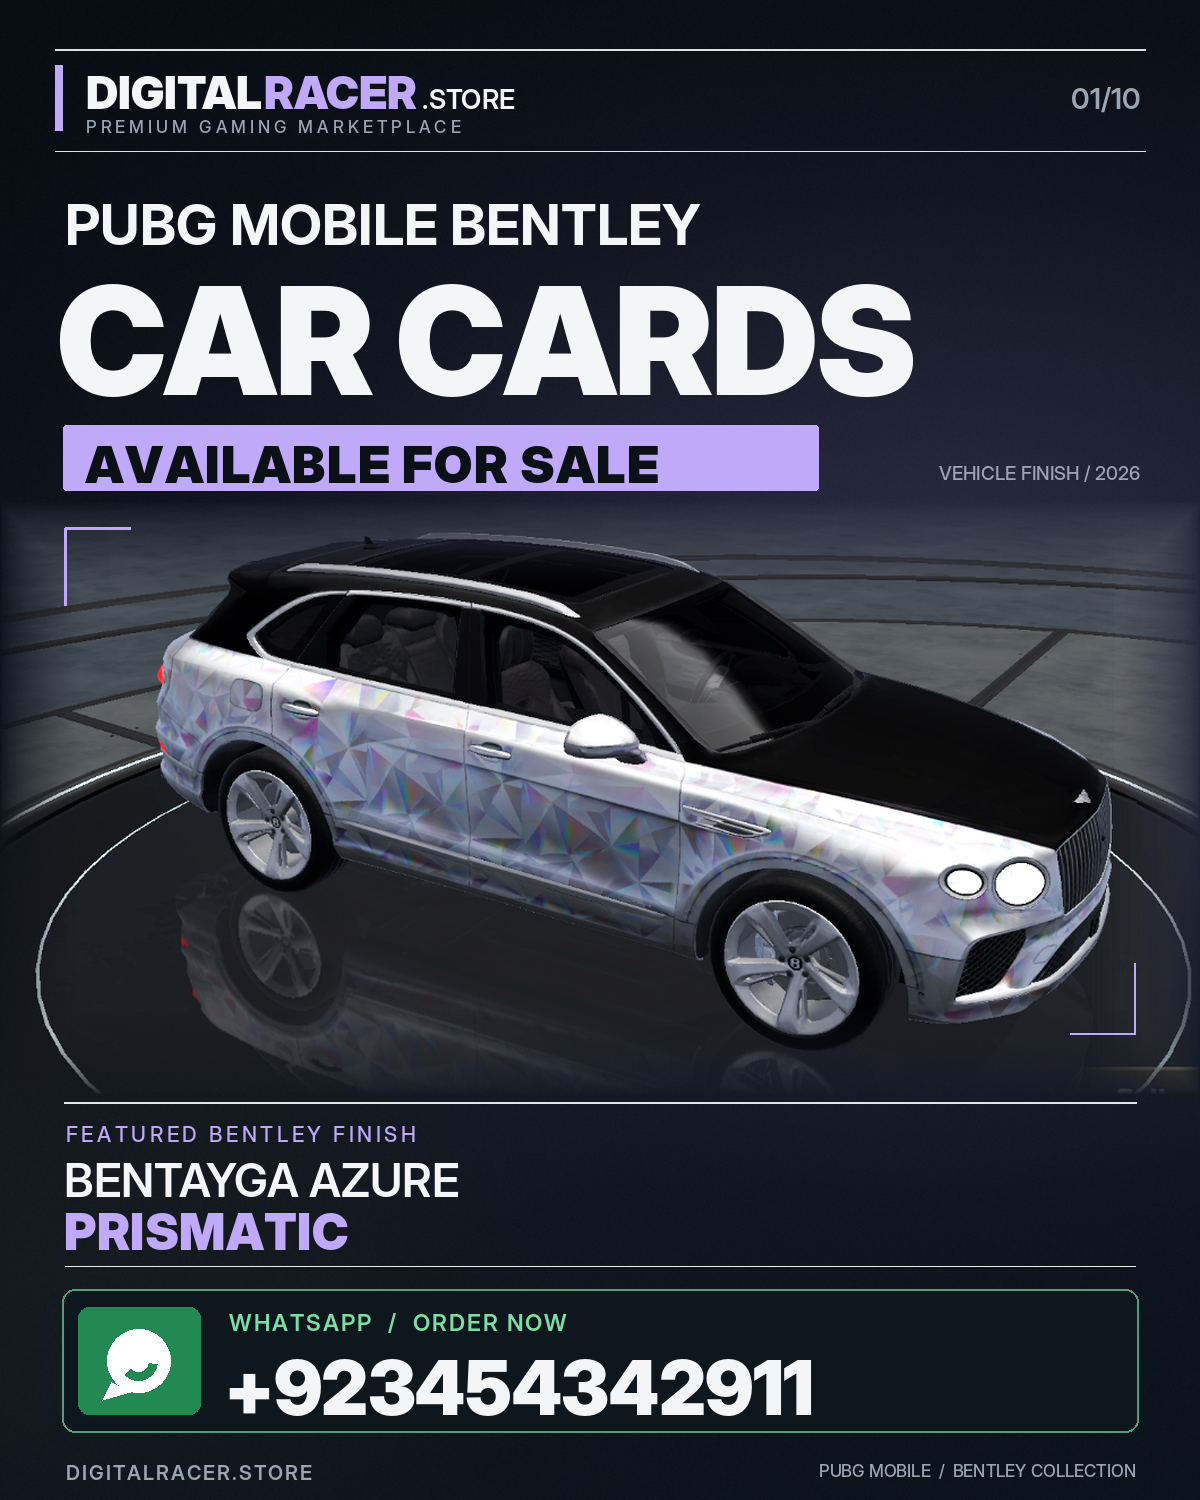 DIGITALRACER.STORE
PREMIUM GAMING MARKETPLACE
01/10
PUBG MOBILE BENTLEY
CAR CARDS
AVAILABLE FOR SALE
VEHICLE FINISH / 2026
FEATURED BENTLEY FINISH
BENTAYGA AZURE
PRISMATIC
WHATSAPP / ORDER NOW
+923454342911
DIGITALRACER.STORE
PUBG MOBILE / BENTLEY COLLECTION